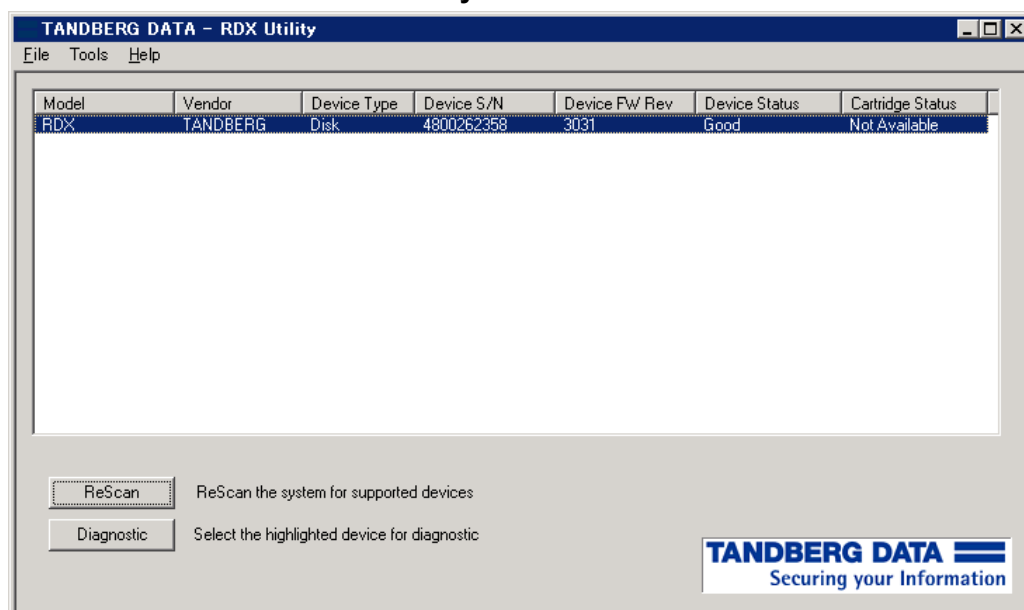 TANDBERG DATA – RDX Utility
File Tools Help
Model Vendor Device Type Device S/N Device FW Rev Device Status Cartridge Status
RDX TANDBERG Disk 4800262358 3031 Good Not Available
ReScan ReScan the system for supported devices
Diagnostic Select the highlighted device for diagnostic
TANDBERG DATA
Securing your Information